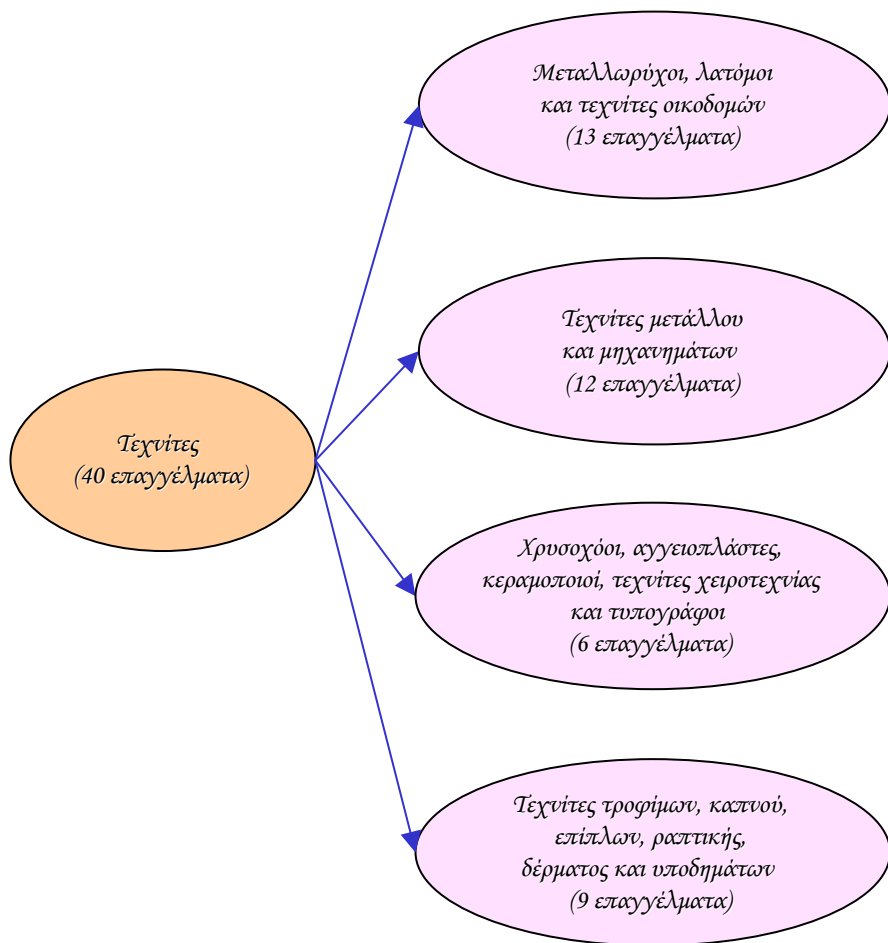 Μεταλλωρύχοι, λατόμοι
και τεχνίτες οικοδομών
(13 επαγγέλματα)
Τεχνίτες μετάλλου
και μηχανημάτων
(12 επαγγέλματα)
Τεχνίτες
(40 επαγγέλματα)
Χρυσοχόοι, αγγειοπλάστες,
κεραμοποιοί, τεχνίτες χειροτεχνίας
και τυπογράφοι
(6 επαγγέλματα)
Τεχνίτες τροφίμων, καπνού,
επίπλων, ραπτικής,
δέρματος και υποδημάτων
(9 επαγγέλματα)